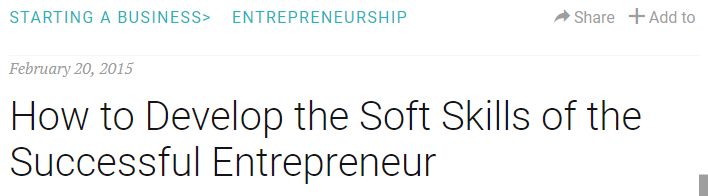 STARTING A BUSINESS> ENTREPRENEURSHIP Share Add to
February 20, 2015
How to Develop the Soft Skills of the
Successful Entrepreneur